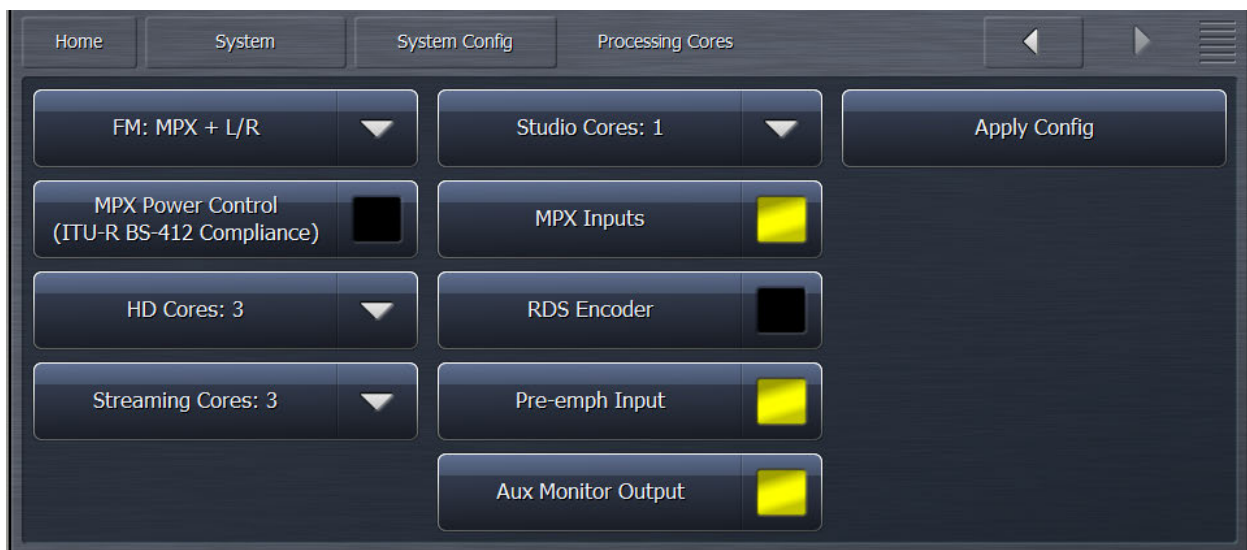 Home
System
System Config
Processing Cores
FM: MPX + L/R
Studio Cores: 1
Apply Config
MPX Power Control
(ITU-R BS-412 Compliance)
MPX Inputs
HD Cores: 3
RDS Encoder
Streaming Cores: 3
Pre-emph Input
Aux Monitor Output